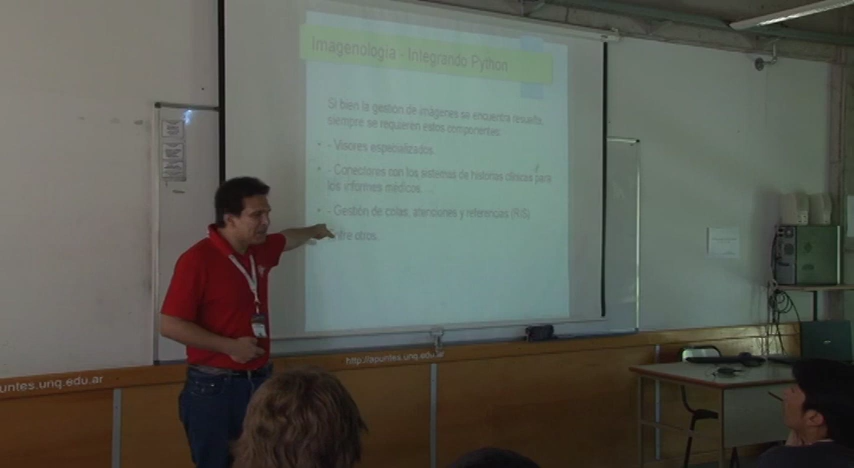 Imagenología - Integrando Python
Si bien la gestión de imágenes se encuentra resuelta,
siempre se requieren estos componentes:
- Visores especializados.
- Conectores con los sistemas de historias clínicas para
los informes médicos.
- Gestión de colas, atenciones y referencias (RIS)
entre otros.
http://apuntes.unq.edu.ar
untes.unq.edu.ar